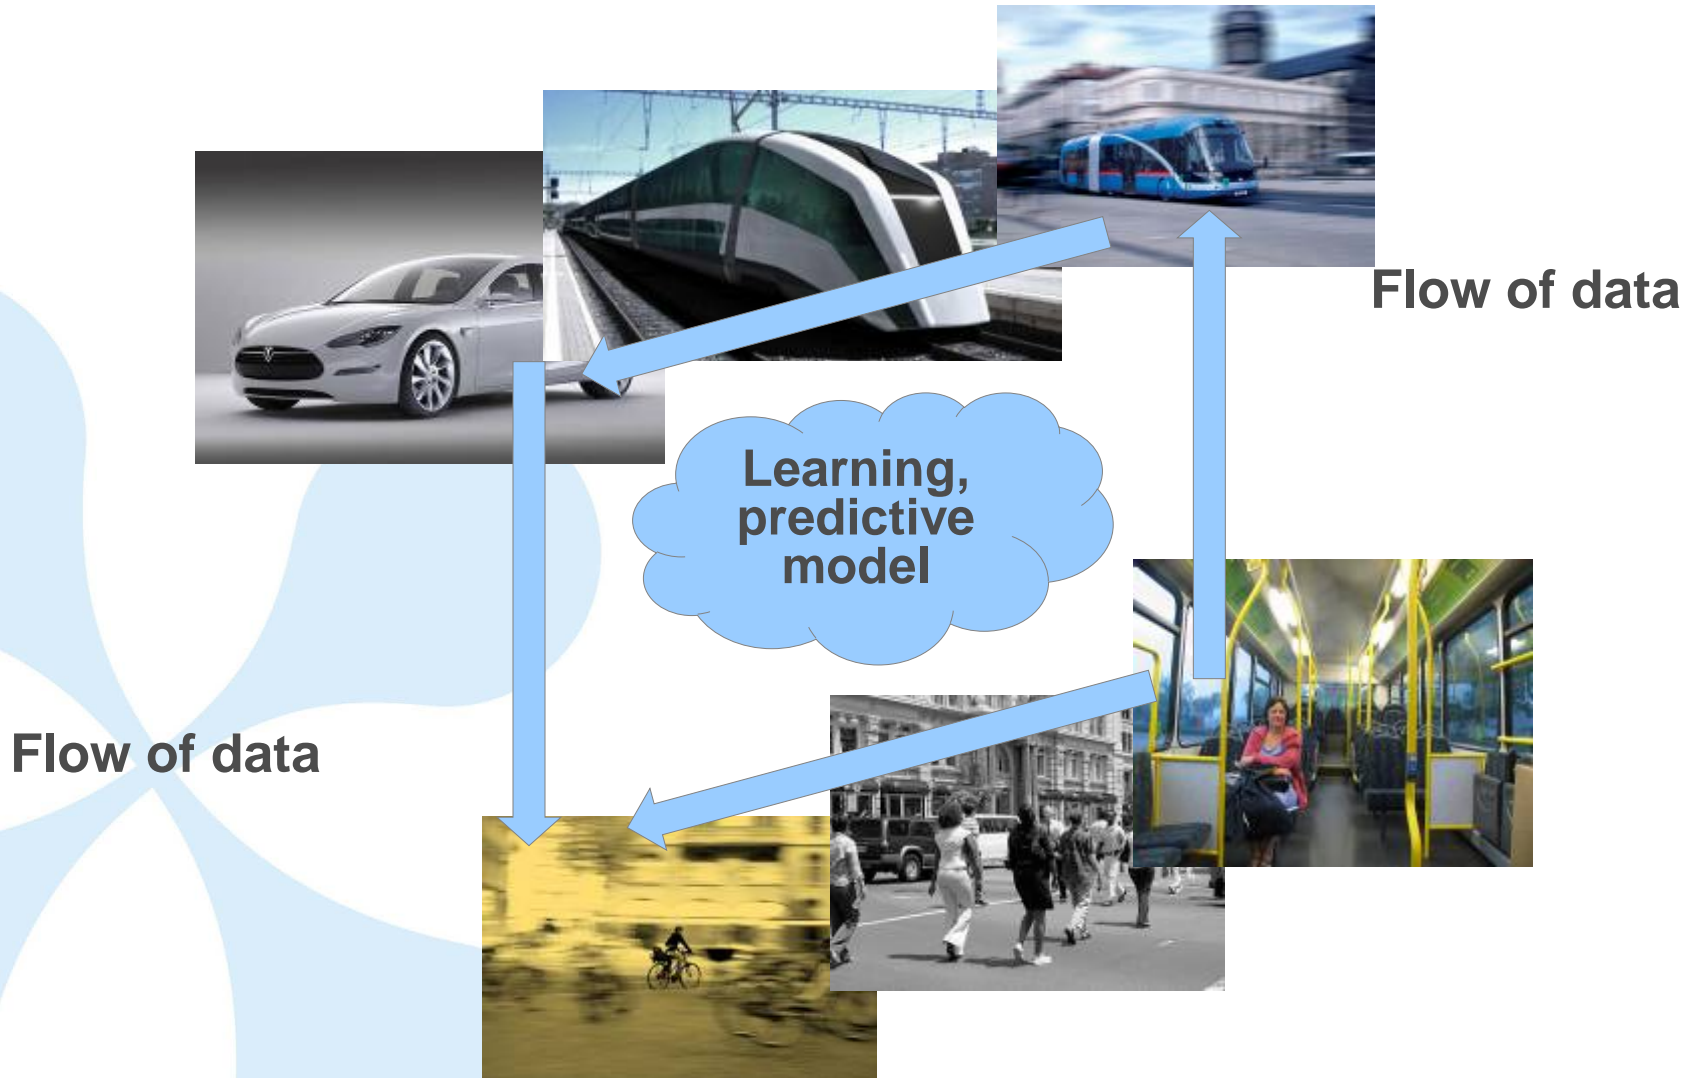 Flow of data
Learning,
predictive
model
Flow of data